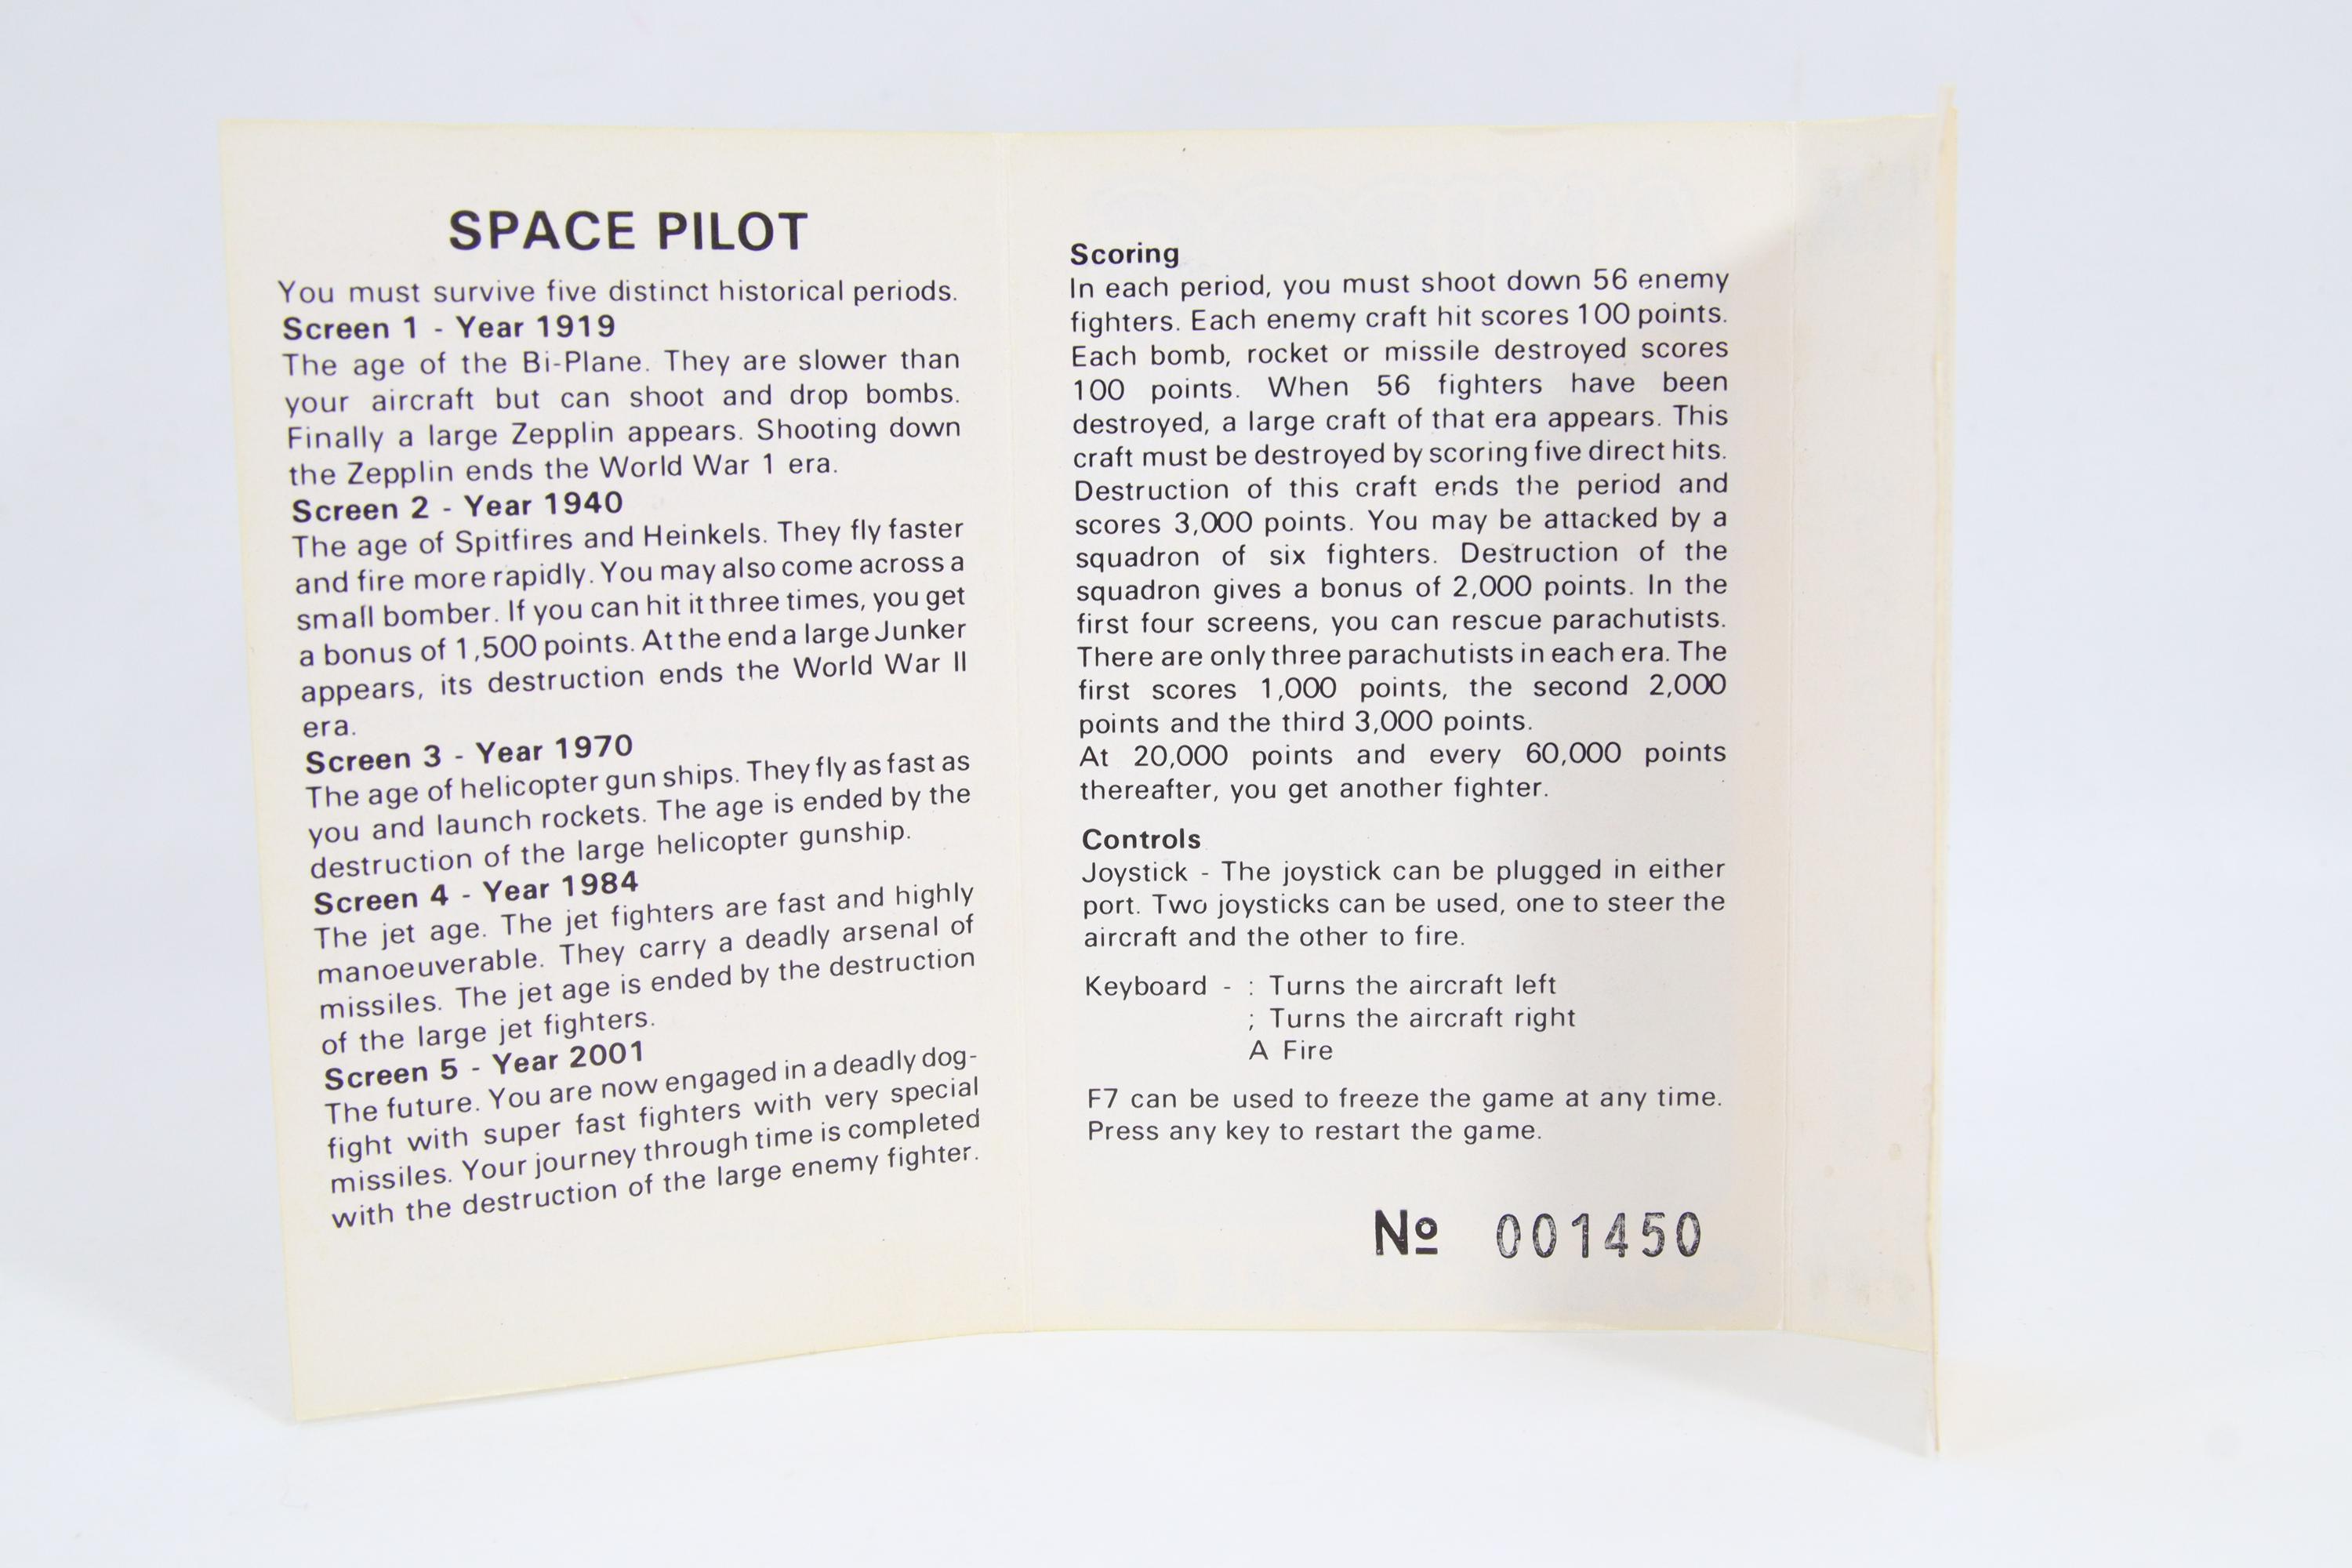 SPACE PILOT
You must survive five distinct historical periods.
Screen 1 - Year 1919
The age of the Bi-Plane. They are slower than
your aircraft but can shoot and drop bombs.
Finally a large Zepplin appears. Shooting down
the Zepplin ends the World War 1 era.
Screen 2 - Year 1940
The age of Spitfires and Heinkels. They fly faster
and fire more rapidly. You may also come across a
small bomber. If you can hit it three times, you get
a bonus of 1,500 points. At the end a large Junker
appears, its destruction ends the World War II
era.
Screen 3 - Year 1970
The age of helicopter gun ships. They fly as fast as
you and launch rockets. The age is ended by the
destruction of the large helicopter gunship.
Screen 4 - Year 1984
The jet age. The jet fighters are fast and highly
manoeuverable. They carry a deadly arsenal of
missiles. The jet age is ended by the destruction
of the large jet fighters.
Screen 5 - Year 2001
The future. You are now engaged in a deadly dog-
fight with super fast fighters with very special
missiles. Your journey through time is completed
with the destruction of the large enemy fighter.
Scoring
In each period, you must shoot down 56 enemy
fighters. Each enemy craft hit scores 100 points.
Each bomb, rocket or missile destroyed scores
100 points. When 56 fighters have been
destroyed, a large craft of that era appears. This
craft must be destroyed by scoring five direct hits.
Destruction of this craft ends the period and
scores 3,000 points. You may be attacked by a
squadron of six fighters. Destruction of the
squadron gives a bonus of 2,000 points. In the
first four screens, you can rescue parachutists.
There are only three parachutists in each era. The
first scores 1,000 points, the second 2,000
points and the third 3,000 points.
At 20,000 points and every 60,000 points
thereafter, you get another fighter.
Controls
Joystick - The joystick can be plugged in either
port. Two joysticks can be used, one to steer the
aircraft and the other to fire.
Keyboard - : Turns the aircraft left
; Turns the aircraft right
A Fire
F7 can be used to freeze the game at any time.
Press any key to restart the game.
Nº 001450